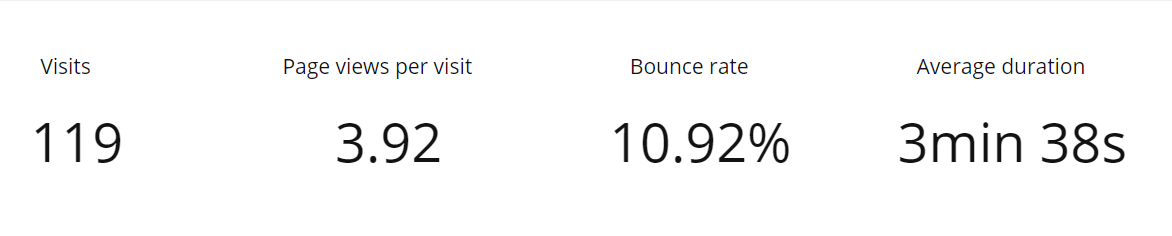 Visits Page views per visit Bounce rate Average duration
119 3.92 10.92% 3min 38s